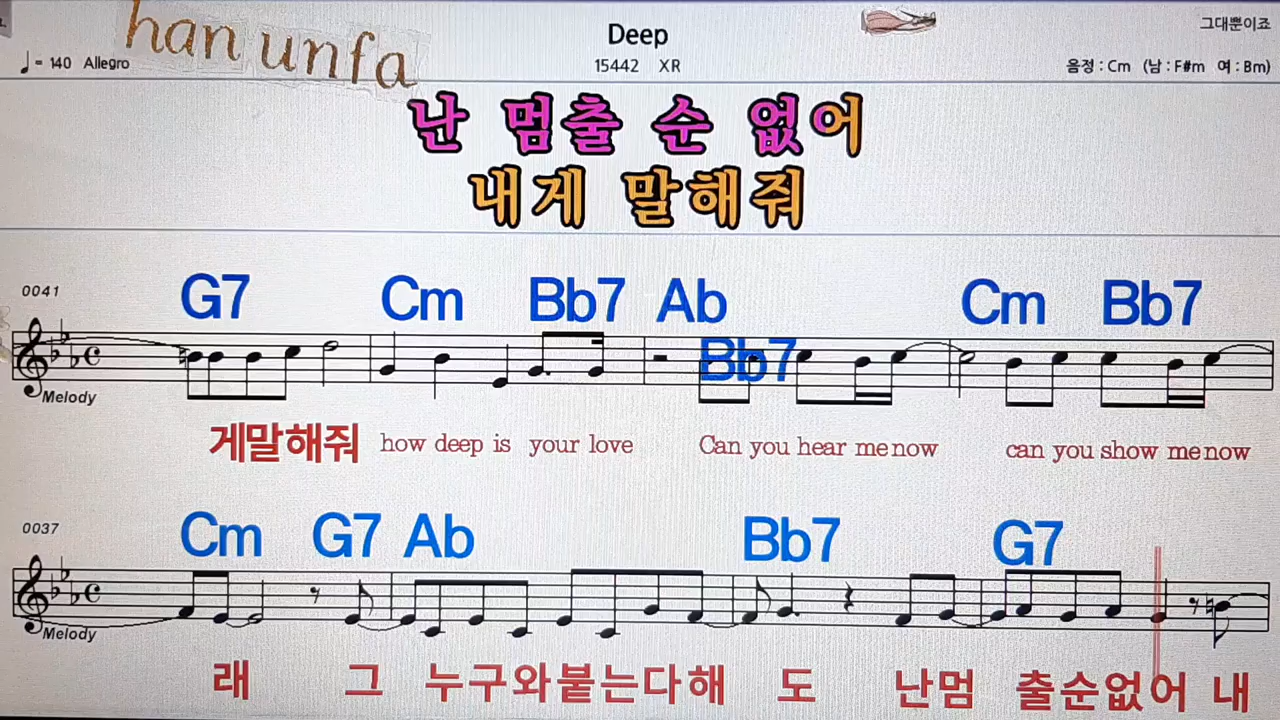 han unfa
Deep
그대뿐이죠
♩= 140 Allegro
15442 XR
음정 : Cm (남 : F#m 여 : Bm)
난 멈출 순 없어
내게 말해줘
0041
G7 Cm Bb7 Ab Bb7 Cm Bb7
Melody
게말해줘 how deep is your love Can you hear me now can you show me now
0037
Cm G7 Ab Bb7 G7
Melody
래 그 누구와붙는다해 도 난멈 출순없어 내